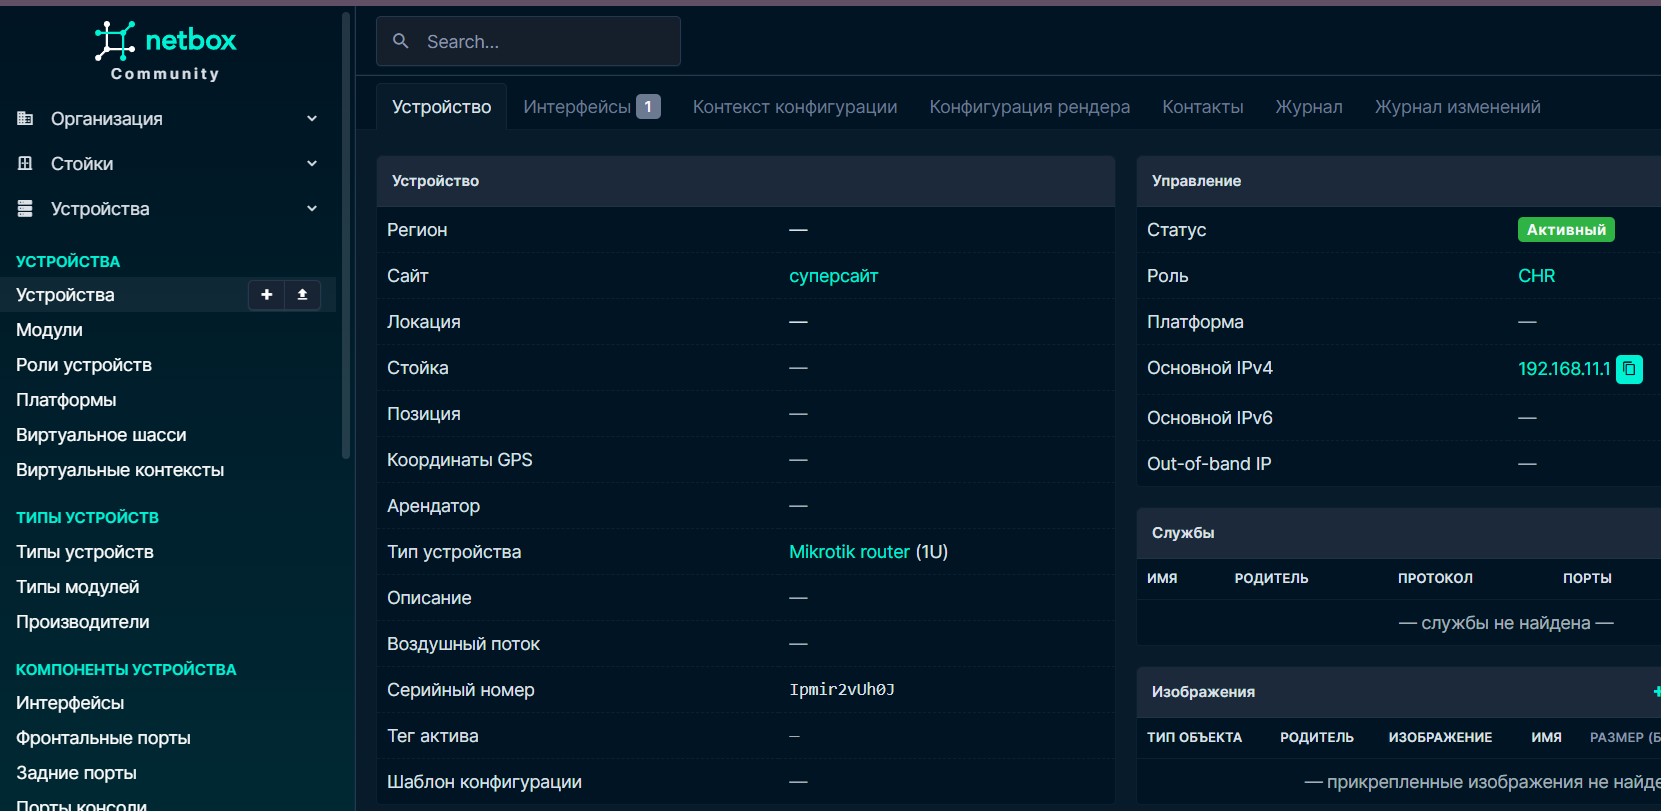 netbox
Community
Search...
Организация
Стойки
Устройства
УСТРОЙСТВА
Устройства
Модули
Роли устройств
Платформы
Виртуальное шасси
Виртуальные контексты
ТИПЫ УСТРОЙСТВ
Типы устройств
Типы модулей
Производители
КОМПОНЕНТЫ УСТРОЙСТВА
Интерфейсы
Фронтальные порты
Задние порты
Порты консоли
Устройство Интерфейсы 1 Контекст конфигурации Конфигурация рендера Контакты Журнал Журнал изменений
Устройство
Регион —
Сайт суперсайт
Локация —
Стойка —
Позиция —
Координаты GPS —
Арендатор —
Тип устройства Mikrotik router (1U)
Описание —
Воздушный поток —
Серийный номер Ipmir2vUh0J
Тег актива —
Шаблон конфигурации —
Управление
Статус Активный
Роль CHR
Платформа —
Основной IPv4 192.168.11.1
Основной IPv6 —
Out-of-band IP —
Службы
ИМЯ РОДИТЕЛЬ ПРОТОКОЛ ПОРТЫ
— службы не найдена —
Изображения
ТИП ОБЪЕКТА РОДИТЕЛЬ ИЗОБРАЖЕНИЕ ИМЯ РАЗМЕР (Б
— прикрепленные изображения не найде